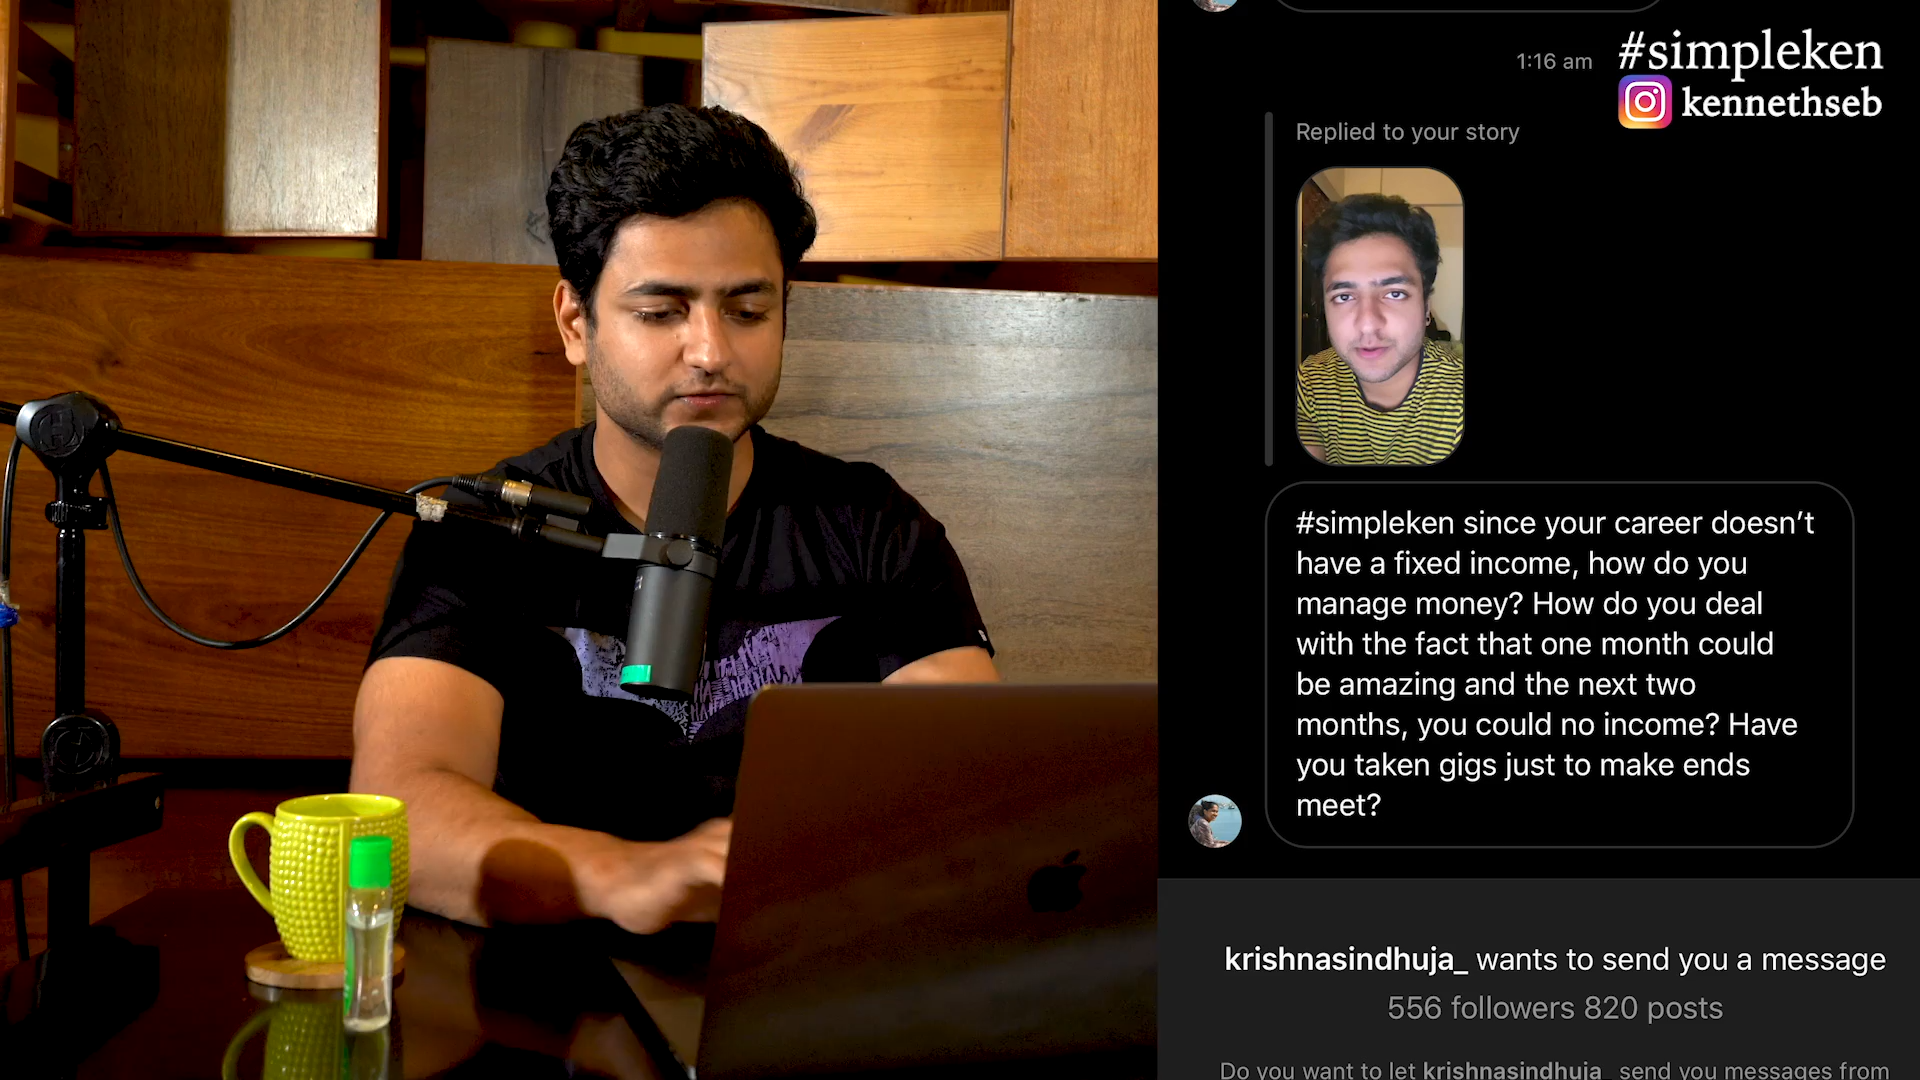 #simpleken
1:16 am
kennethseb
Replied to your story
#simpleken since your career doesn’t
have a fixed income, how do you
manage money? How do you deal
with the fact that one month could
be amazing and the next two
months, you could no income? Have
you taken gigs just to make ends
meet?
krishnasindhuja_ wants to send you a message
556 followers 820 posts
Do you want to let krishnasindhuja_ send you messages from